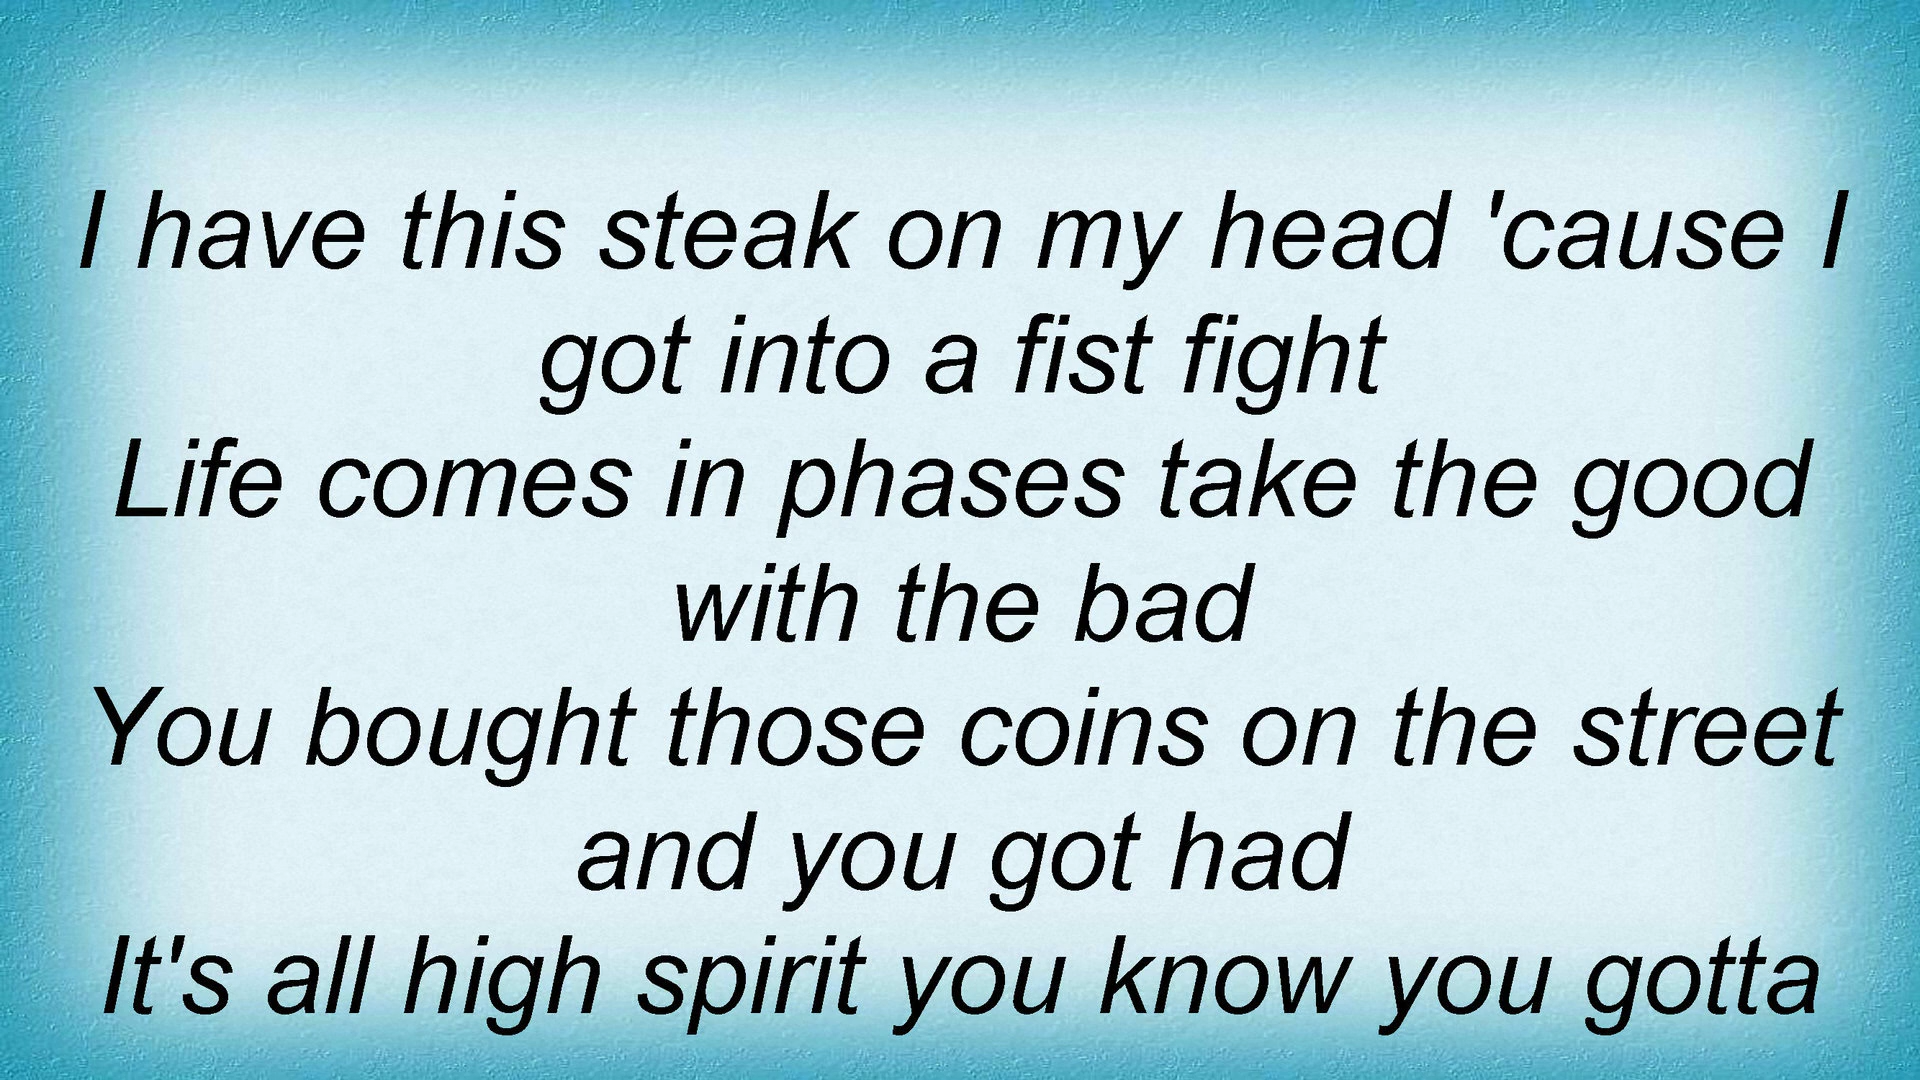 I have this steak on my head 'cause I
got into a fist fight
Life comes in phases take the good
with the bad
You bought those coins on the street
and you got had
It's all high spirit you know you gotta